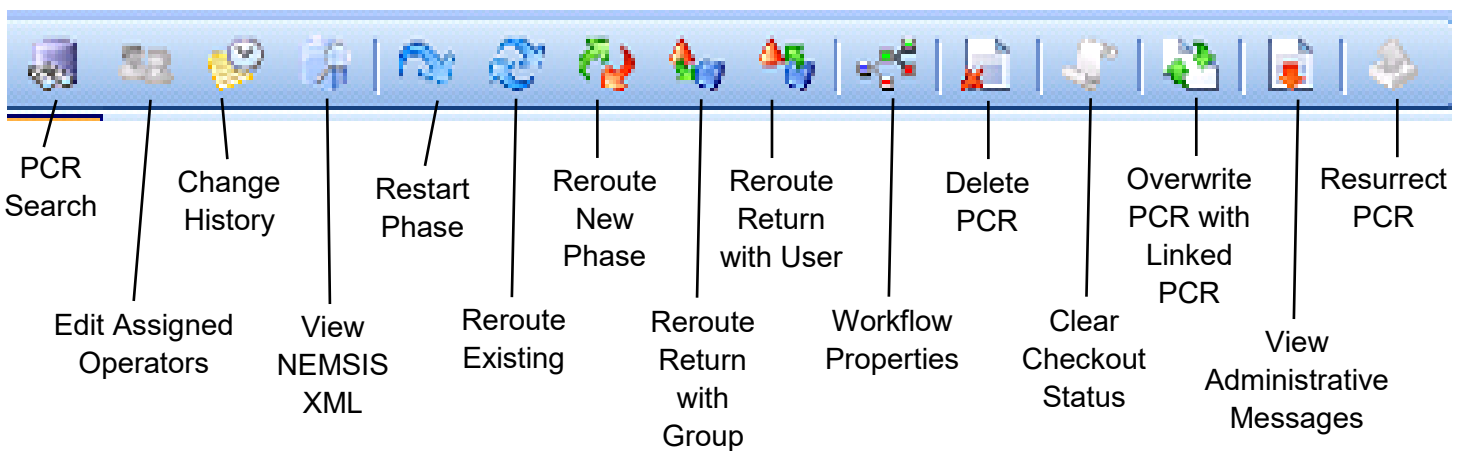 PCR
Search
Change
History
Restart
Phase
Reroute
New
Phase
Reroute
Return
with User
Delete
PCR
Overwrite
PCR with
Linked
PCR
Resurrect
PCR
Edit Assigned
Operators
View
NEMSIS
XML
Reroute
Existing
Reroute
Return
with
Group
Workflow
Properties
Clear
Checkout
Status
View
Administrative
Messages